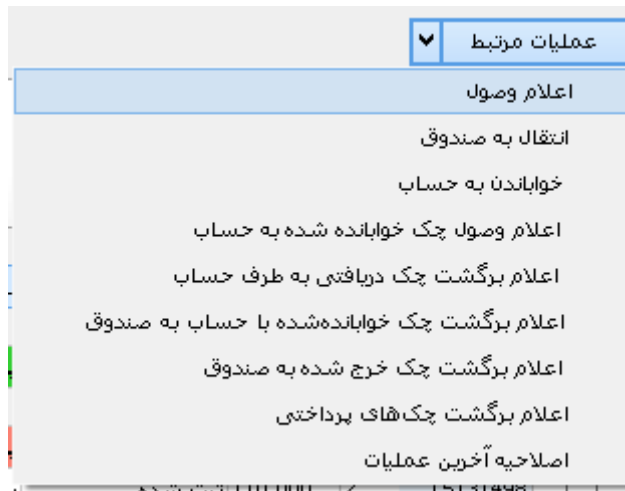 عملیات مرتبط
اعلام وصول
انتقال به صندوق
خواباندن به حساب
اعلام وصول چک خوابانده شده به حساب
اعلام برگشت چک دریافتی به طرف حساب
اعلام برگشت چک خوابانده‌شده با حساب به صندوق
اعلام برگشت چک خرج شده به صندوق
اعلام برگشت چک‌های پرداختی
اصلاحیه آخرین عملیات